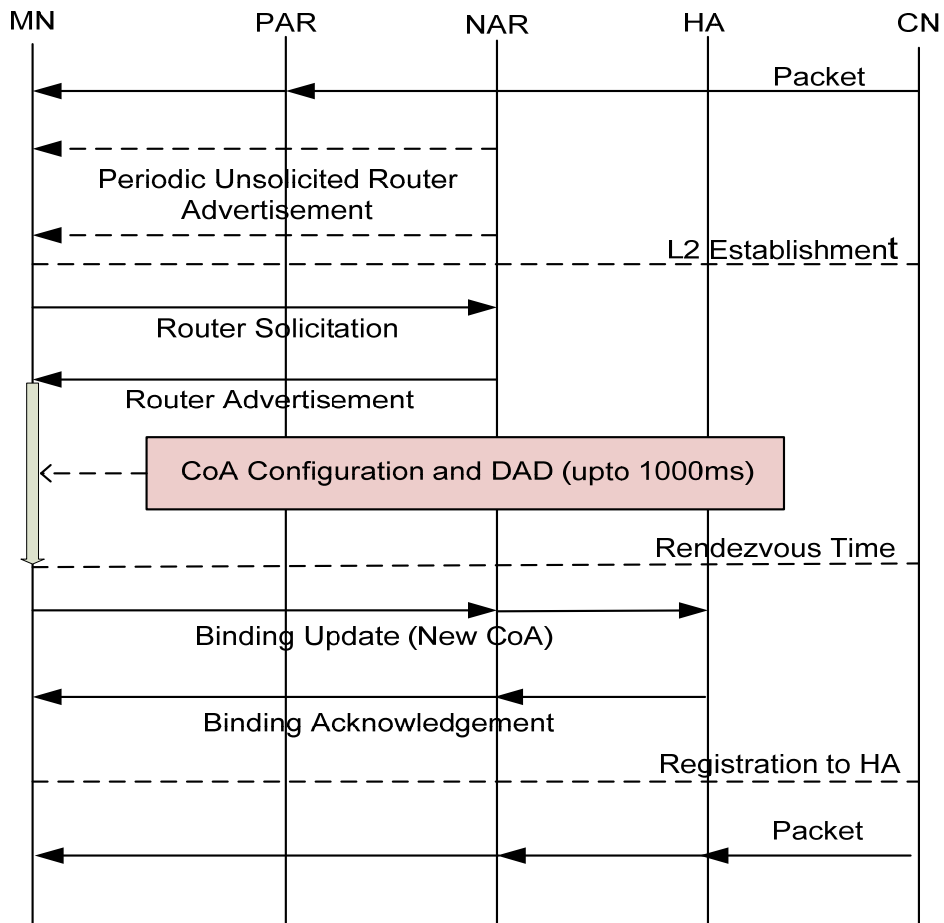 MN PAR NAR HA CN
Packet
Periodic Unsolicited Router
Advertisement
L2 Establishment
Router Solicitation
Router Advertisement
CoA Configuration and DAD (upto 1000ms)
Rendezvous Time
Binding Update (New CoA)
Binding Acknowledgement
Registration to HA
Packet